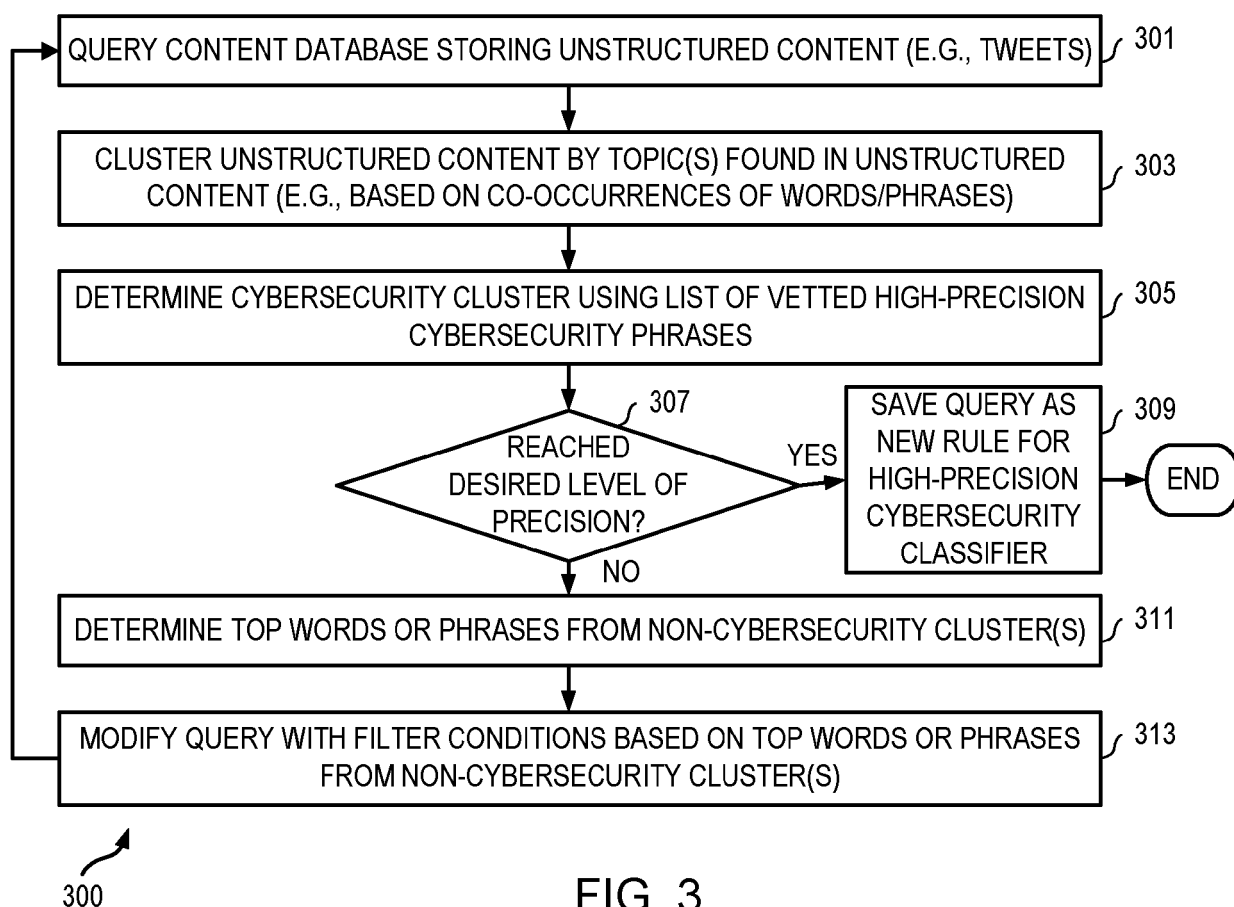 QUERY CONTENT DATABASE STORING UNSTRUCTURED CONTENT (E.G., TWEETS)
301
CLUSTER UNSTRUCTURED CONTENT BY TOPIC(S) FOUND IN UNSTRUCTURED
CONTENT (E.G., BASED ON CO-OCCURRENCES OF WORDS/PHRASES)
303
DETERMINE CYBERSECURITY CLUSTER USING LIST OF VETTED HIGH-PRECISION
CYBERSECURITY PHRASES
305
307
REACHED
DESIRED LEVEL OF
PRECISION?
YES
SAVE QUERY AS
NEW RULE FOR
HIGH-PRECISION
CYBERSECURITY
CLASSIFIER
309
END
NO
DETERMINE TOP WORDS OR PHRASES FROM NON-CYBERSECURITY CLUSTER(S)
311
MODIFY QUERY WITH FILTER CONDITIONS BASED ON TOP WORDS OR PHRASES
FROM NON-CYBERSECURITY CLUSTER(S)
313
300
FIG. 3